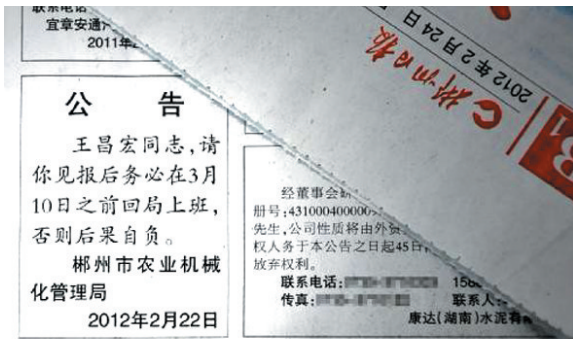 联系电话
宜章安通
2011年
公 告
王昌宏同志,请
你见报后务必在3月
10日之前回局上班,
否则后果自负。
郴州市农业机械
化管理局
2012年2月22日
经董事会
册号:431000400000
先生,公司性质将由外资
权人务于本公告之日起45日,
放弃权利。
联系电话:
传真: 联系人:
康达(湖南)水泥有
2012年2月24日
郴州日报
B1